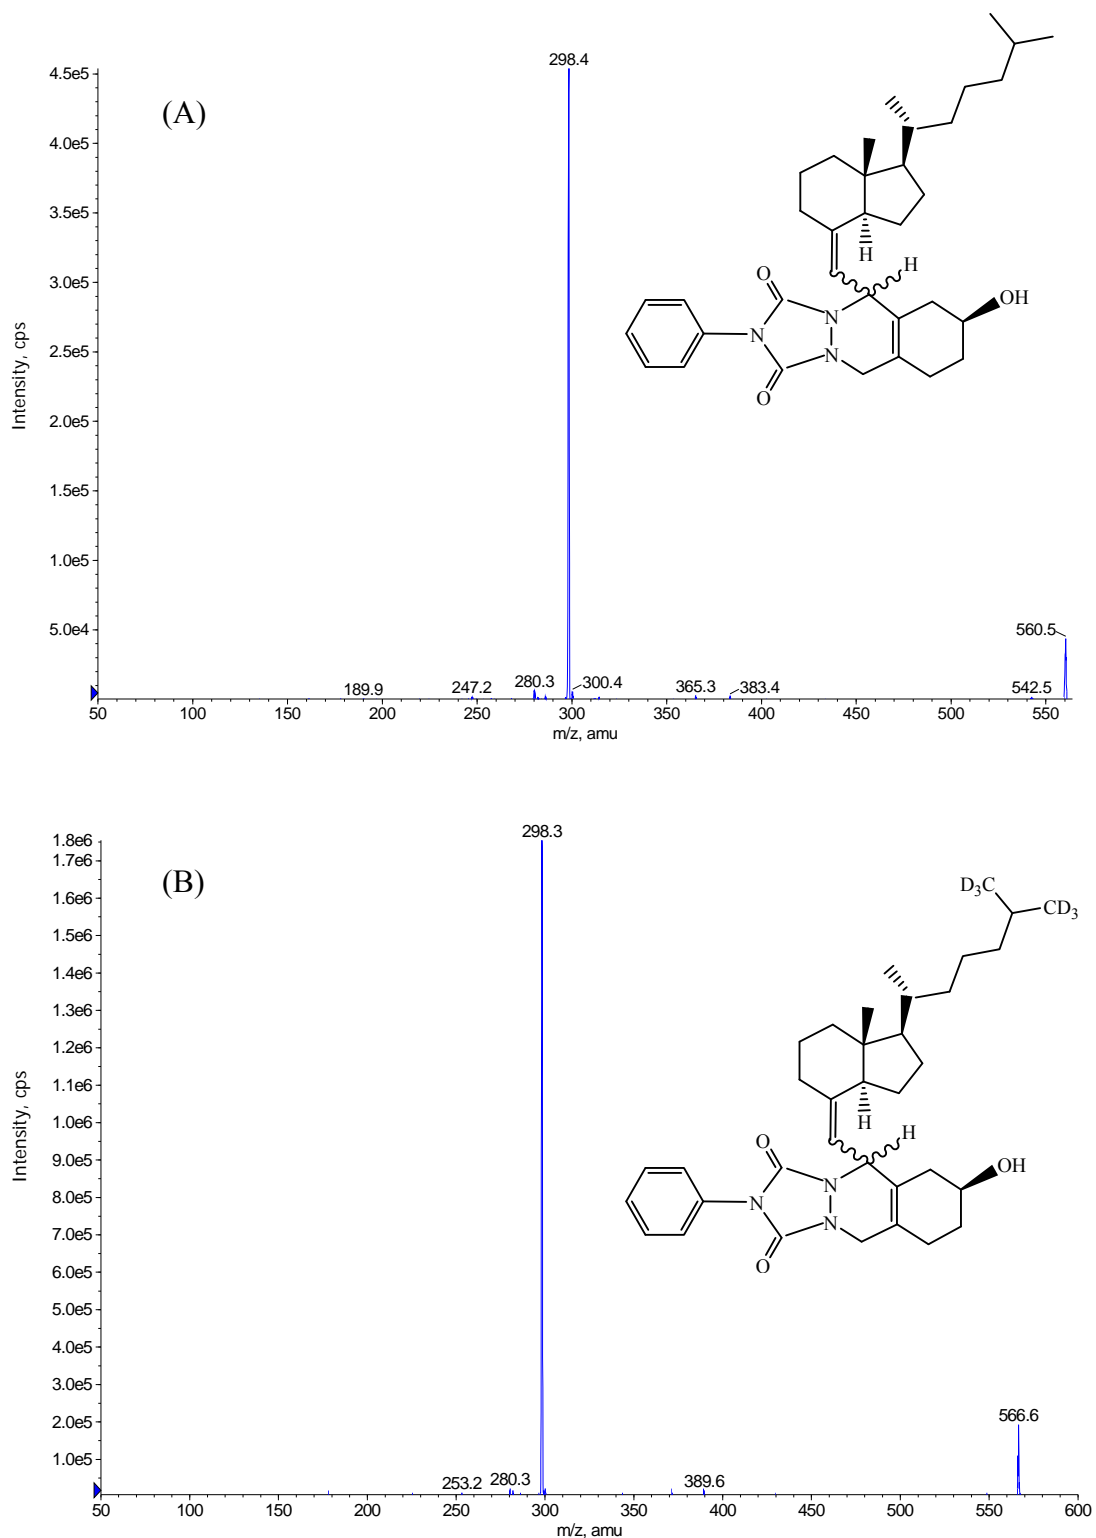 (A)
Intensity, cps
4.5e5
4.0e5
3.5e5
3.0e5
2.5e5
2.0e5
1.5e5
1.0e5
5.0e4
298.4
189.9
247.2
280.3
300.4
365.3
383.4
542.5
560.5
50 100 150 200 250 300 350 400 450 500 550
m/z, amu
H
H
O
N
OH
N
N
O
(B)
Intensity, cps
1.8e6
1.7e6
1.6e6
1.5e6
1.4e6
1.3e6
1.2e6
1.1e6
1.0e6
9.0e5
8.0e5
7.0e5
6.0e5
5.0e5
4.0e5
3.0e5
2.0e5
1.0e5
298.3
253.2
280.3
389.6
566.6
50 100 150 200 250 300 350 400 450 500 550 600
m/z, amu
D3C
CD3
H
H
O
N
OH
N
N
O